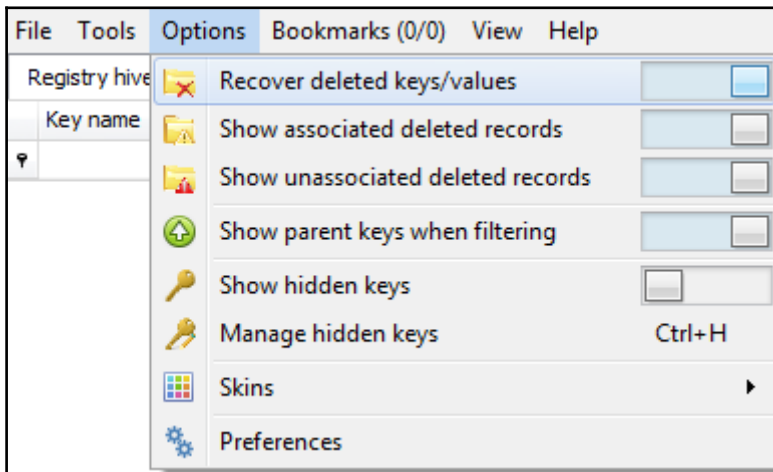 File Tools Options Bookmarks (0/0) View Help
Registry hive
Recover deleted keys/values
Key name
Show associated deleted records
Show unassociated deleted records
Show parent keys when filtering
Show hidden keys
Manage hidden keys Ctrl+H
Skins
Preferences